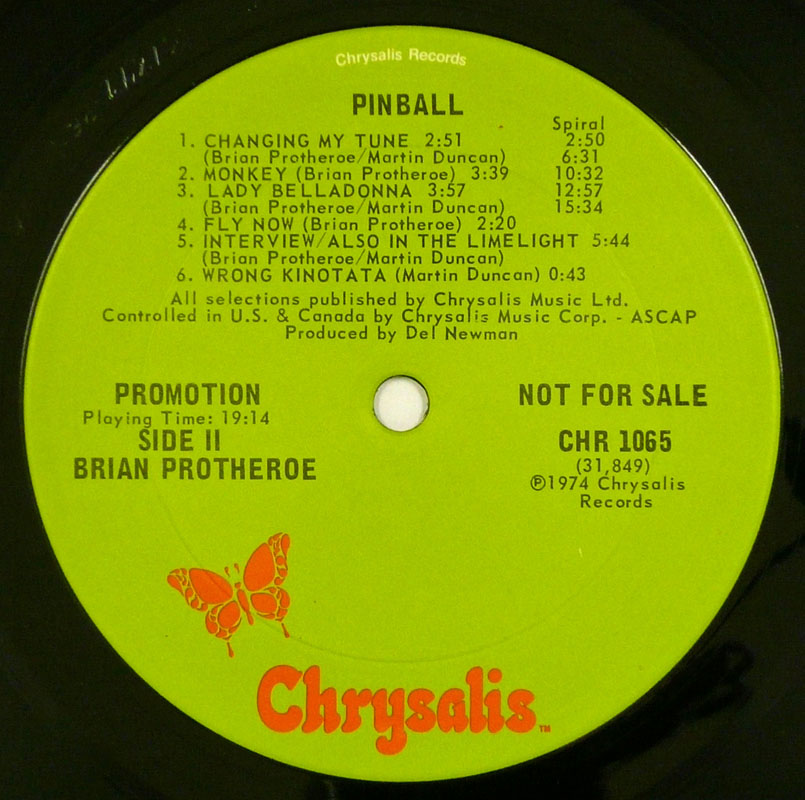 Chrysalis Records
PINBALL
Spiral
1. CHANGING MY TUNE 2:51 2:50
(Brian Protheroe/Martin Duncan) 6:31
2. MONKEY (Brian Protheroe) 3:39 10:32
3. LADY BELLADONNA 3:57 12:57
(Brian Protheroe/Martin Duncan) 15:34
4. FLY NOW (Brian Protheroe) 2:20
5. INTERVIEW/ALSO IN THE LIMELIGHT 5:44
(Brian Protheroe/Martin Duncan)
6. WRONG KINOTATA (Martin Duncan) 0:43
All selections published by Chrysalis Music Ltd.
Controlled in U.S. & Canada by Chrysalis Music Corp. - ASCAP
Produced by Del Newman
PROMOTION
Playing Time: 19:14
SIDE II
BRIAN PROTHEROE
NOT FOR SALE
CHR 1065
(31,849)
℗1974 Chrysalis
Records
Chrysalis™